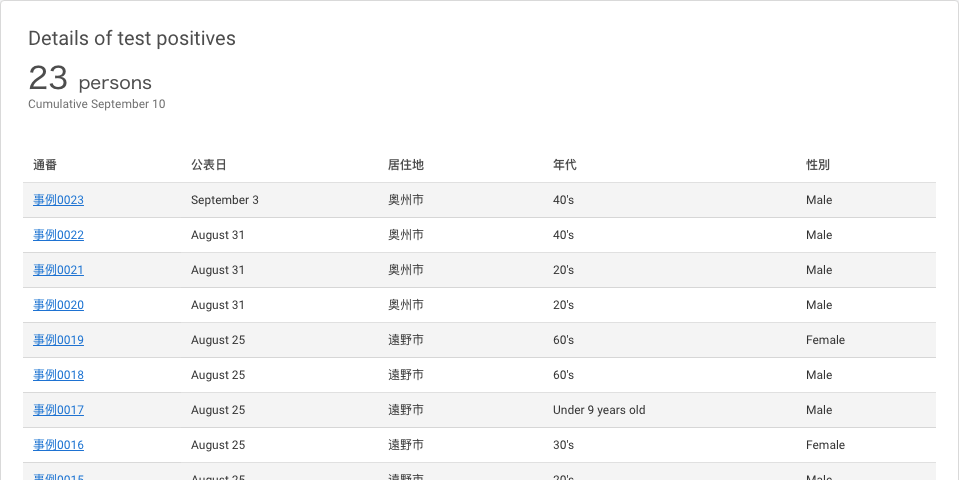 Details of test positives
23 persons
Cumulative September 10
通番 公表日 居住地 年代 性別
事例0023 September 3 奥州市 40's Male
事例0022 August 31 奥州市 40's Male
事例0021 August 31 奥州市 20's Male
事例0020 August 31 奥州市 20's Male
事例0019 August 25 遠野市 60's Female
事例0018 August 25 遠野市 60's Male
事例0017 August 25 遠野市 Under 9 years old Male
事例0016 August 25 遠野市 30's Female
事例0015 August 25 遠野市 Male